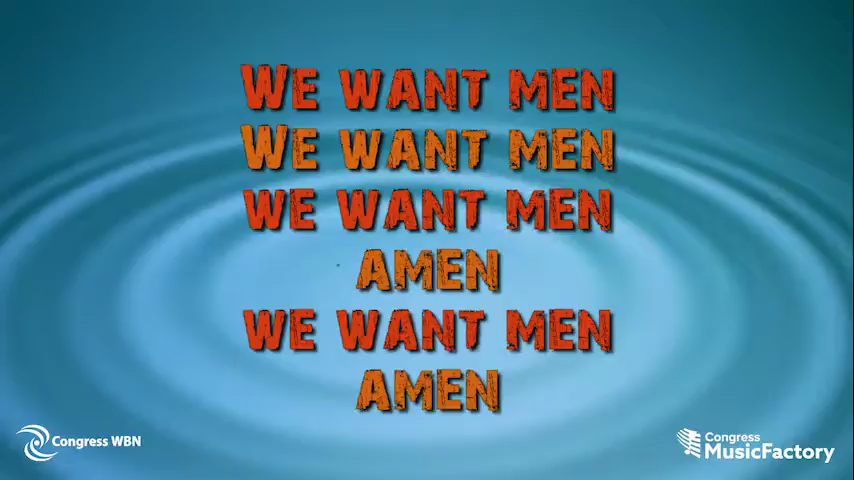 WE WANT MEN
WE WANT MEN
WE WANT MEN
AMEN
WE WANT MEN
AMEN
Congress WBN
Congress
MusicFactory